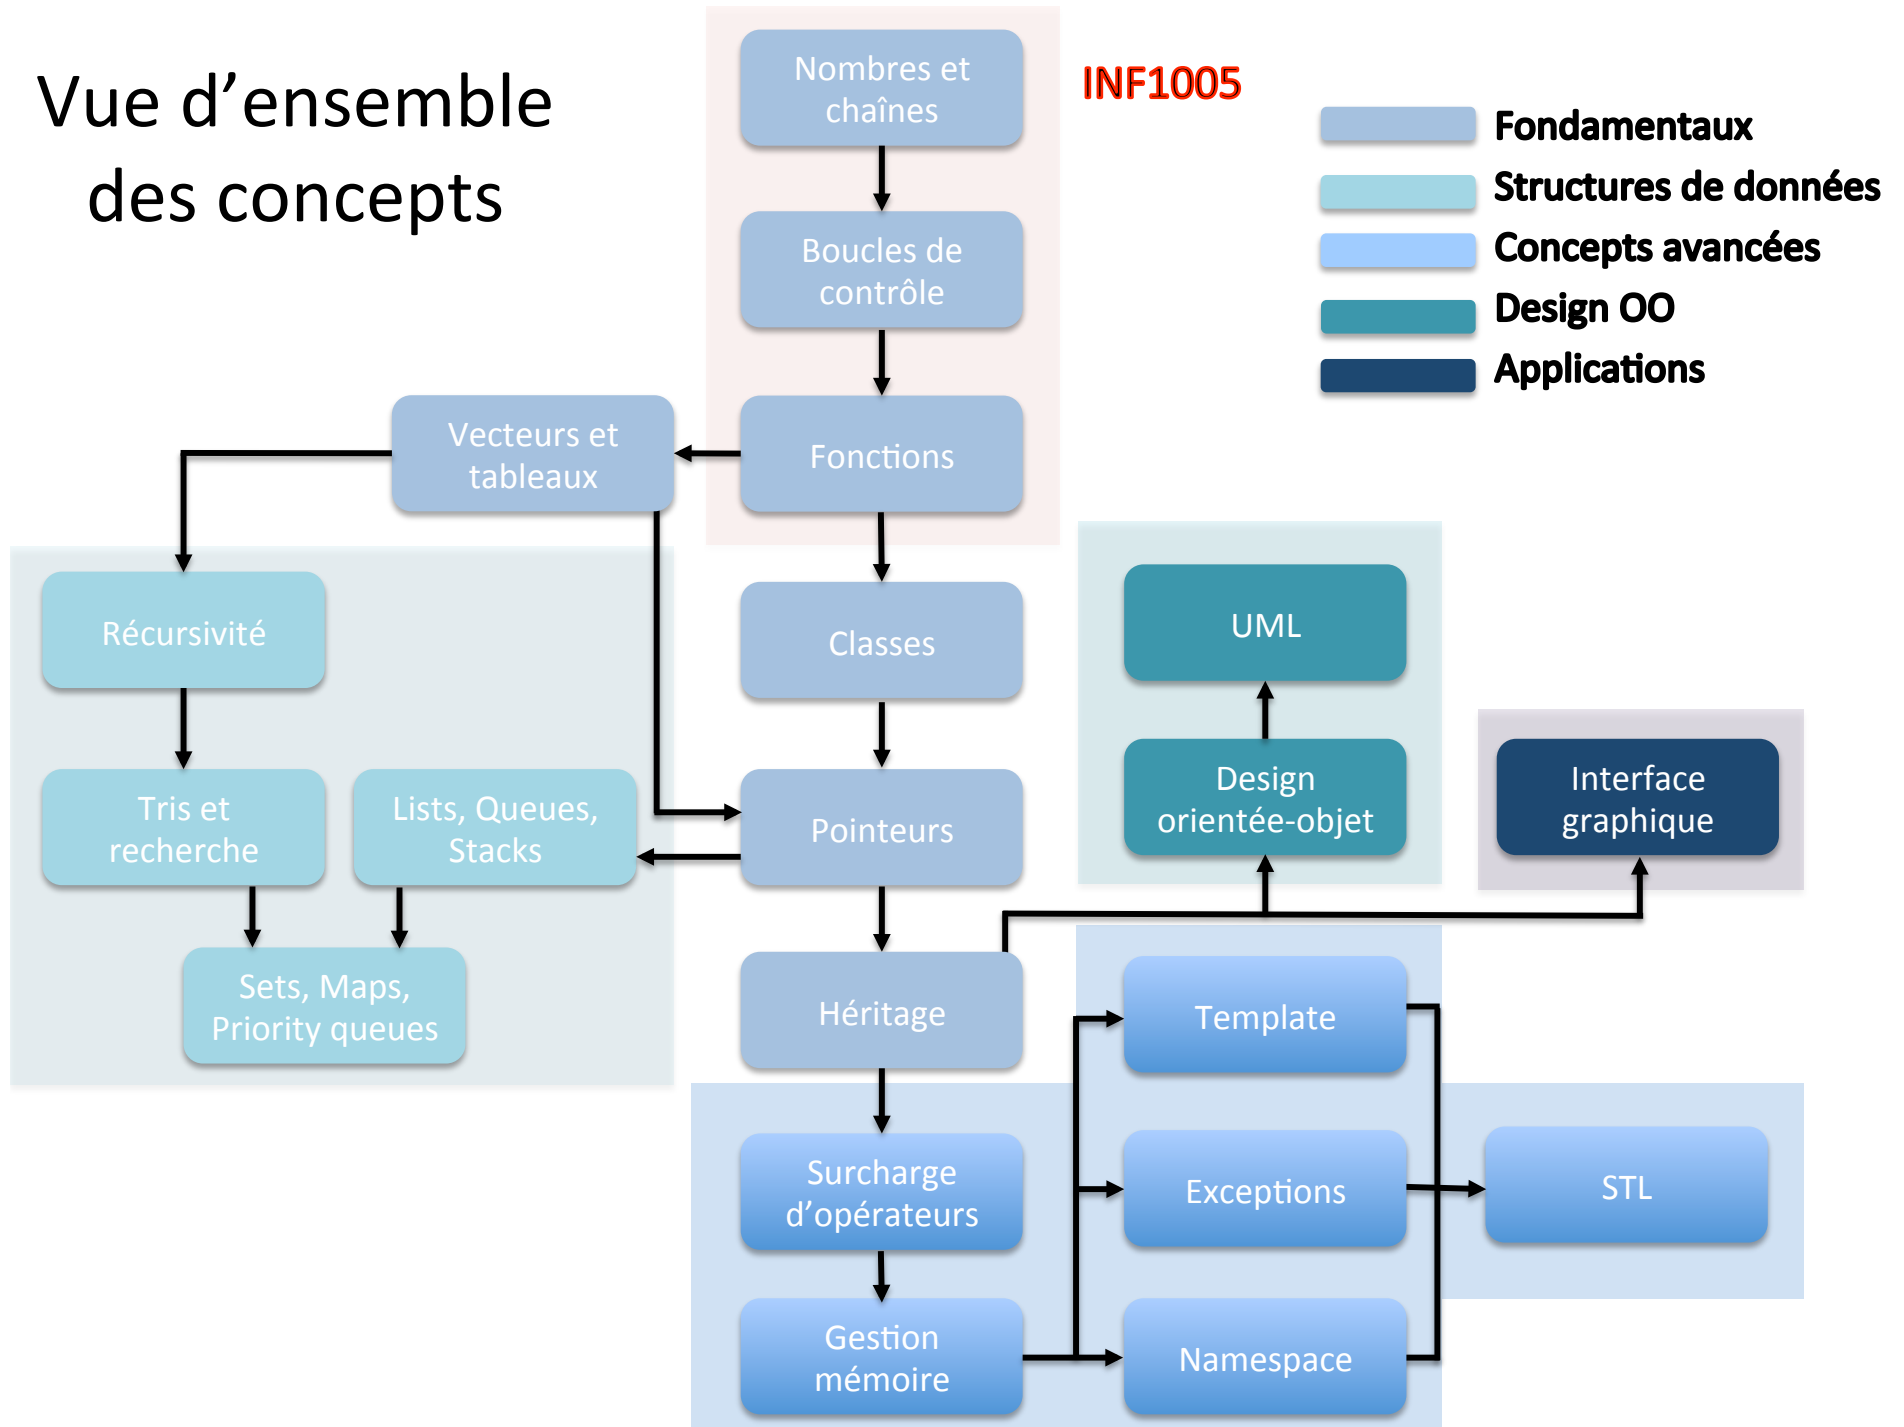 Vue d’ensemble
des concepts
INF1005
Fondamentaux
Structures de données
Concepts avancées
Design OO
Applications
Nombres et
chaînes
Boucles de
contrôle
Vecteurs et
tableaux
Fonctions
Récursivité
Classes
UML
Tris et
recherche
Lists, Queues,
Stacks
Pointeurs
Design
orientée-objet
Interface
graphique
Sets, Maps,
Priority queues
Héritage
Template
Surcharge
d’opérateurs
Exceptions
STL
Gestion
mémoire
Namespace